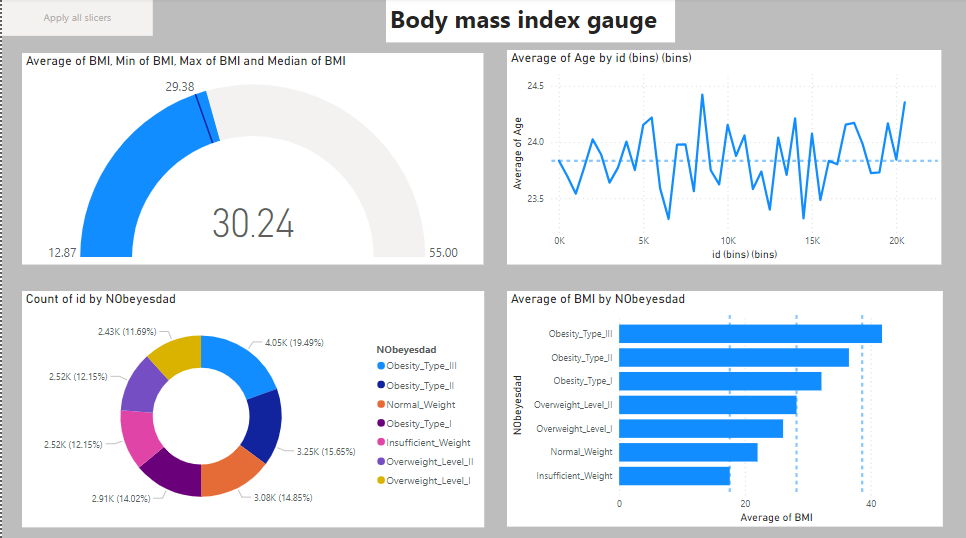 Apply all slicers
Body mass index gauge
Average of BMI, Min of BMI, Max of BMI and Median of BMI
29.38
30.24
12.87
55.00
Average of Age by id (bins) (bins)
Average of Age
24.5
24.0
23.5
0K 5K 10K 15K 20K
id (bins) (bins)
Count of id by NObeyesdad
2.43K (11.69%)
4.05K (19.49%)
2.52K (12.15%)
2.52K (12.15%)
3.25K (15.65%)
2.91K (14.02%)
3.08K (14.85%)
NObeyesdad
Obesity_Type_III
Obesity_Type_II
Normal_Weight
Obesity_Type_I
Insufficient_Weight
Overweight_Level_II
Overweight_Level_I
Average of BMI by NObeyesdad
NObeyesdad
Obesity_Type_III
Obesity_Type_II
Obesity_Type_I
Overweight_Level_II
Overweight_Level_I
Normal_Weight
Insufficient_Weight
0 20 40
Average of BMI